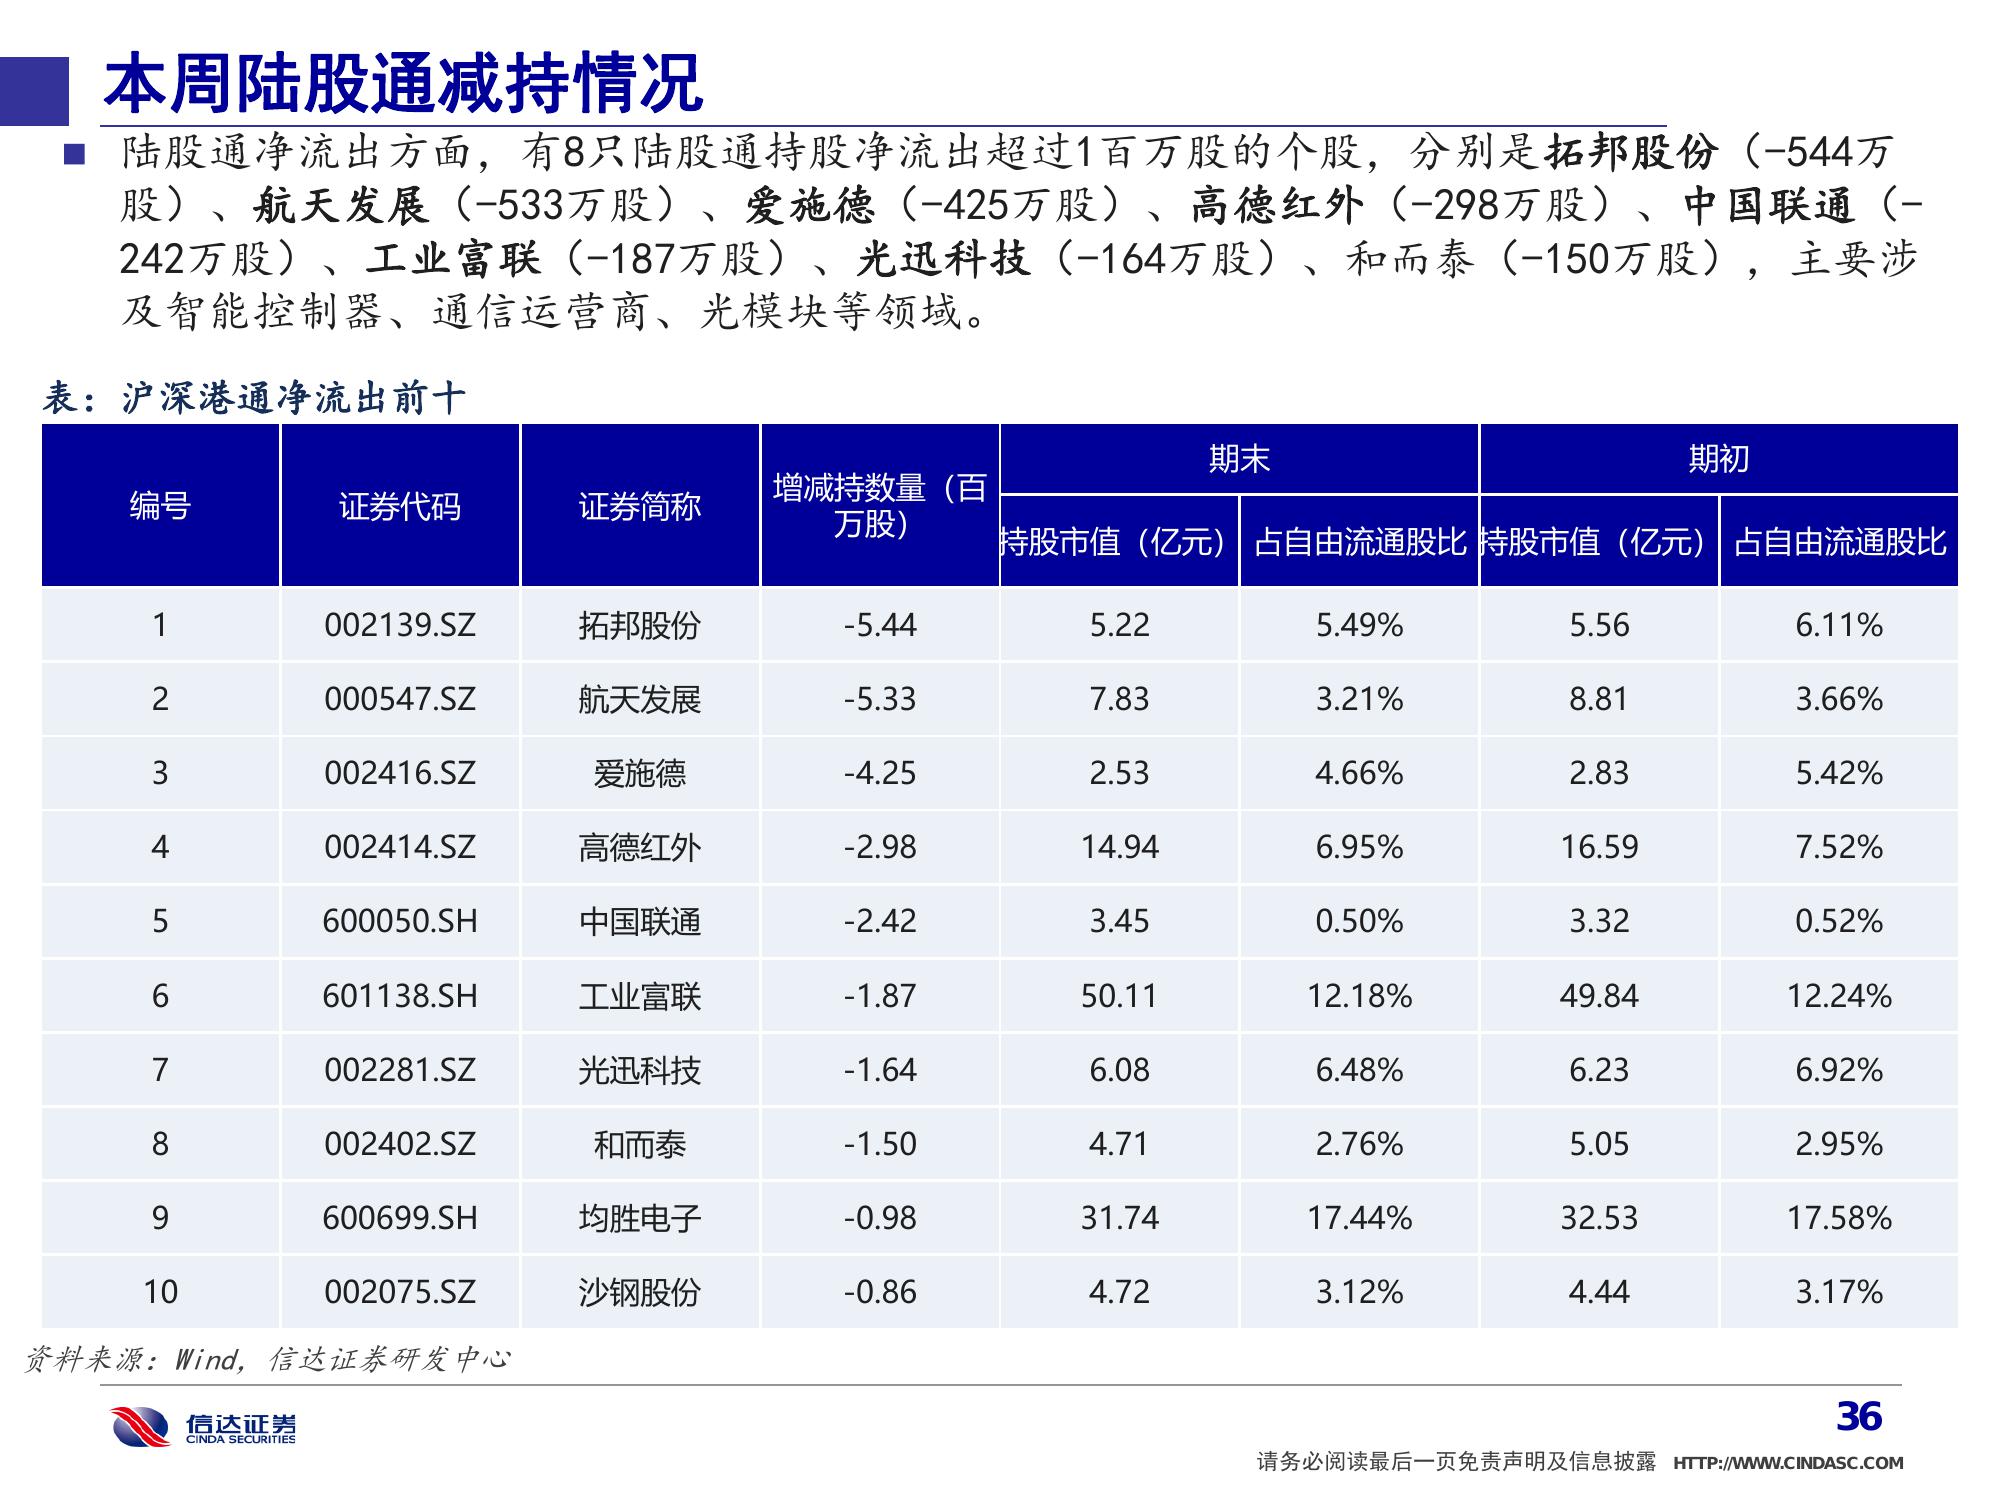 本周陆股通减持情况
陆股通净流出方面，有8只陆股通持股净流出超过1百万股的个股，分别是拓邦股份（-544万
股）、航天发展（-533万股）、爱施德（-425万股）、高德红外（-298万股）、中国联通（-
242万股）、工业富联（-187万股）、光迅科技（-164万股）、和而泰（-150万股），主要涉
及智能控制器、通信运营商、光模块等领域。
表：沪深港通净流出前十
编号 证券代码 证券简称 增减持数量（百万股） 期末 期初
持股市值（亿元） 占自由流通股比 持股市值（亿元） 占自由流通股比
1 002139.SZ 拓邦股份 -5.44 5.22 5.49% 5.56 6.11%
2 000547.SZ 航天发展 -5.33 7.83 3.21% 8.81 3.66%
3 002416.SZ 爱施德 -4.25 2.53 4.66% 2.83 5.42%
4 002414.SZ 高德红外 -2.98 14.94 6.95% 16.59 7.52%
5 600050.SH 中国联通 -2.42 3.45 0.50% 3.32 0.52%
6 601138.SH 工业富联 -1.87 50.11 12.18% 49.84 12.24%
7 002281.SZ 光迅科技 -1.64 6.08 6.48% 6.23 6.92%
8 002402.SZ 和而泰 -1.50 4.71 2.76% 5.05 2.95%
9 600699.SH 均胜电子 -0.98 31.74 17.44% 32.53 17.58%
10 002075.SZ 沙钢股份 -0.86 4.72 3.12% 4.44 3.17%
资料来源：Wind，信达证券研发中心
信达证券
CINDA SECURITIES
36
请务必阅读最后一页免责声明及信息披露 HTTP://WWW.CINDASC.COM